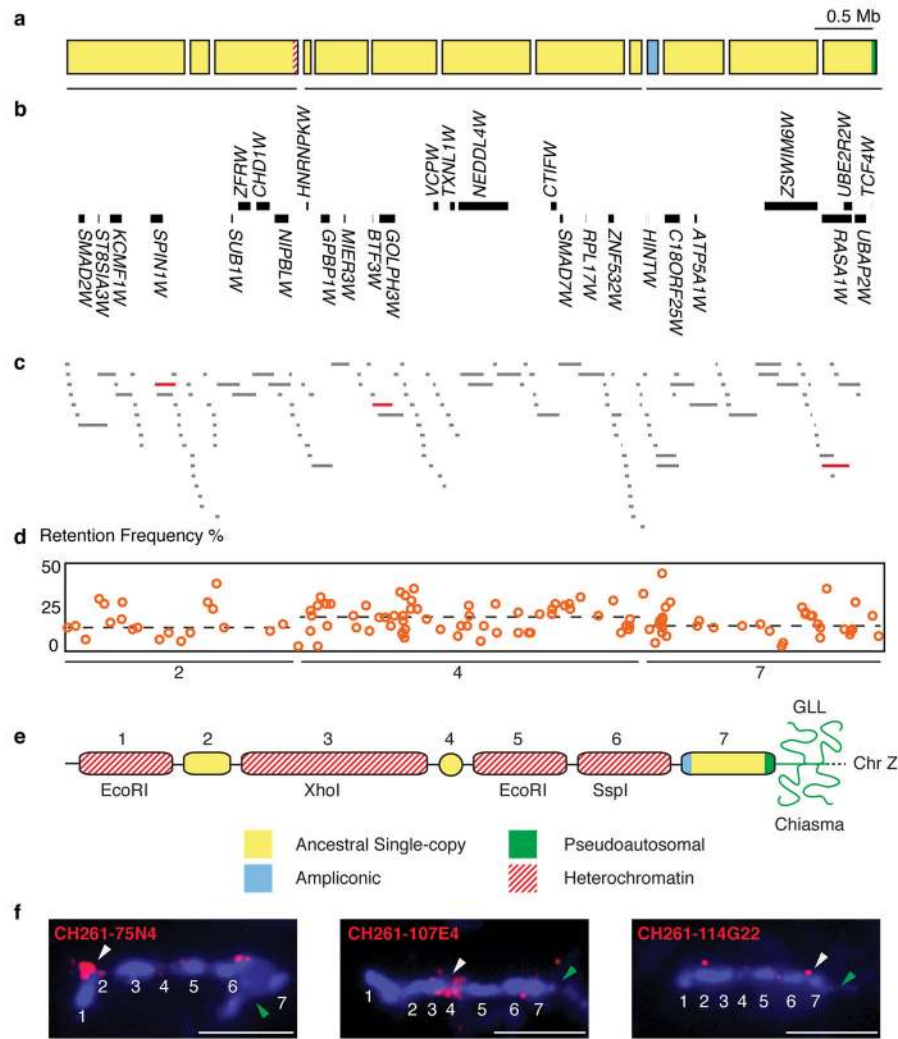 a
0.5 Mb
b
ZFRW
CHD1W
HNRNPKW
VCPW
TXNL1W
NEDDL4W
CTIFW
ZSWIM6W
UBE2R2W
TCF4W
SMAD2W
ST8SIA3W
KCMF1W
SPIN1W
SUB1W
NIPBLW
GPBP1W
MIER3W
BTF3W
GOLPH3W
SMAD7W
RPL17W
ZNF532W
HINTW
C18ORF25W
ATP5A1W
RASA1W
UBAP2W
c
d Retention Frequency %
50
25
0
2 4 7
e 1 2 3 4 5 6 7
GLL
Chr Z
EcoRI XhoI EcoRI SspI
Chiasma
Ancestral Single-copy Pseudoautosomal
Ampliconic Heterochromatin
f
CH261-75N4 CH261-107E4 CH261-114G22
1 2 3 4 5 6 7
1 2 3 4 5 6 7
1 2 3 4 5 6 7